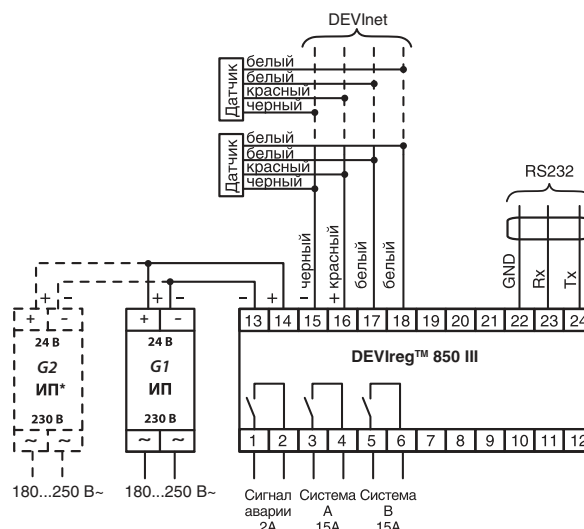 DEVInet
Датчик
белый
белый
красный
черный
Датчик
белый
белый
красный
черный
RS232
− черный
+ красный
белый
белый
GND
Rx
Tx
+ − + − − +
+ − + − 13 14 15 16 17 18 19 20 21 22 23 24
24 В
G2
ИП*
230 В
~ ~
24 В
G1
ИП
230 В
~ ~
DEVIreg™ 850 III
1 2 3 4 5 6 7 8 9 10 11 12
180...250 В~ 180...250 В~
Сигнал аварии 2А
Система А 15А
Система В 15А